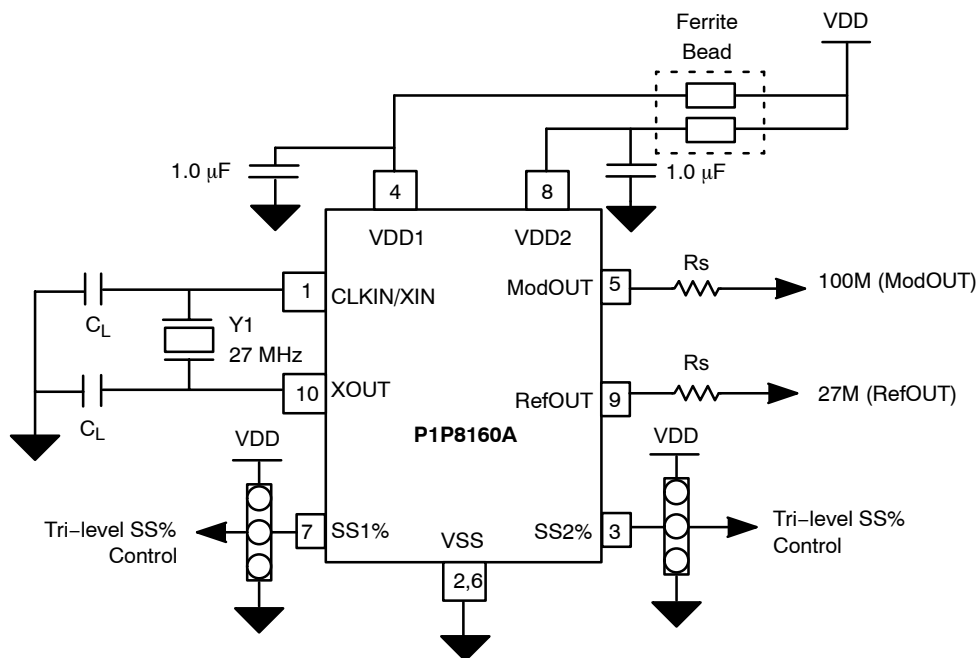 Ferrite
Bead
VDD
1.0 μF
4
8
1.0 μF
VDD1
VDD2
1
CLKIN/XIN
ModOUT
5
Rs
100M (ModOUT)
CL
Y1
27 MHz
10
XOUT
RefOUT
9
Rs
27M (RefOUT)
CL
P1P8160A
VDD
VDD
Tri−level SS%
Control
7
SS1%
VSS
SS2%
3
Tri−level SS%
Control
2,6